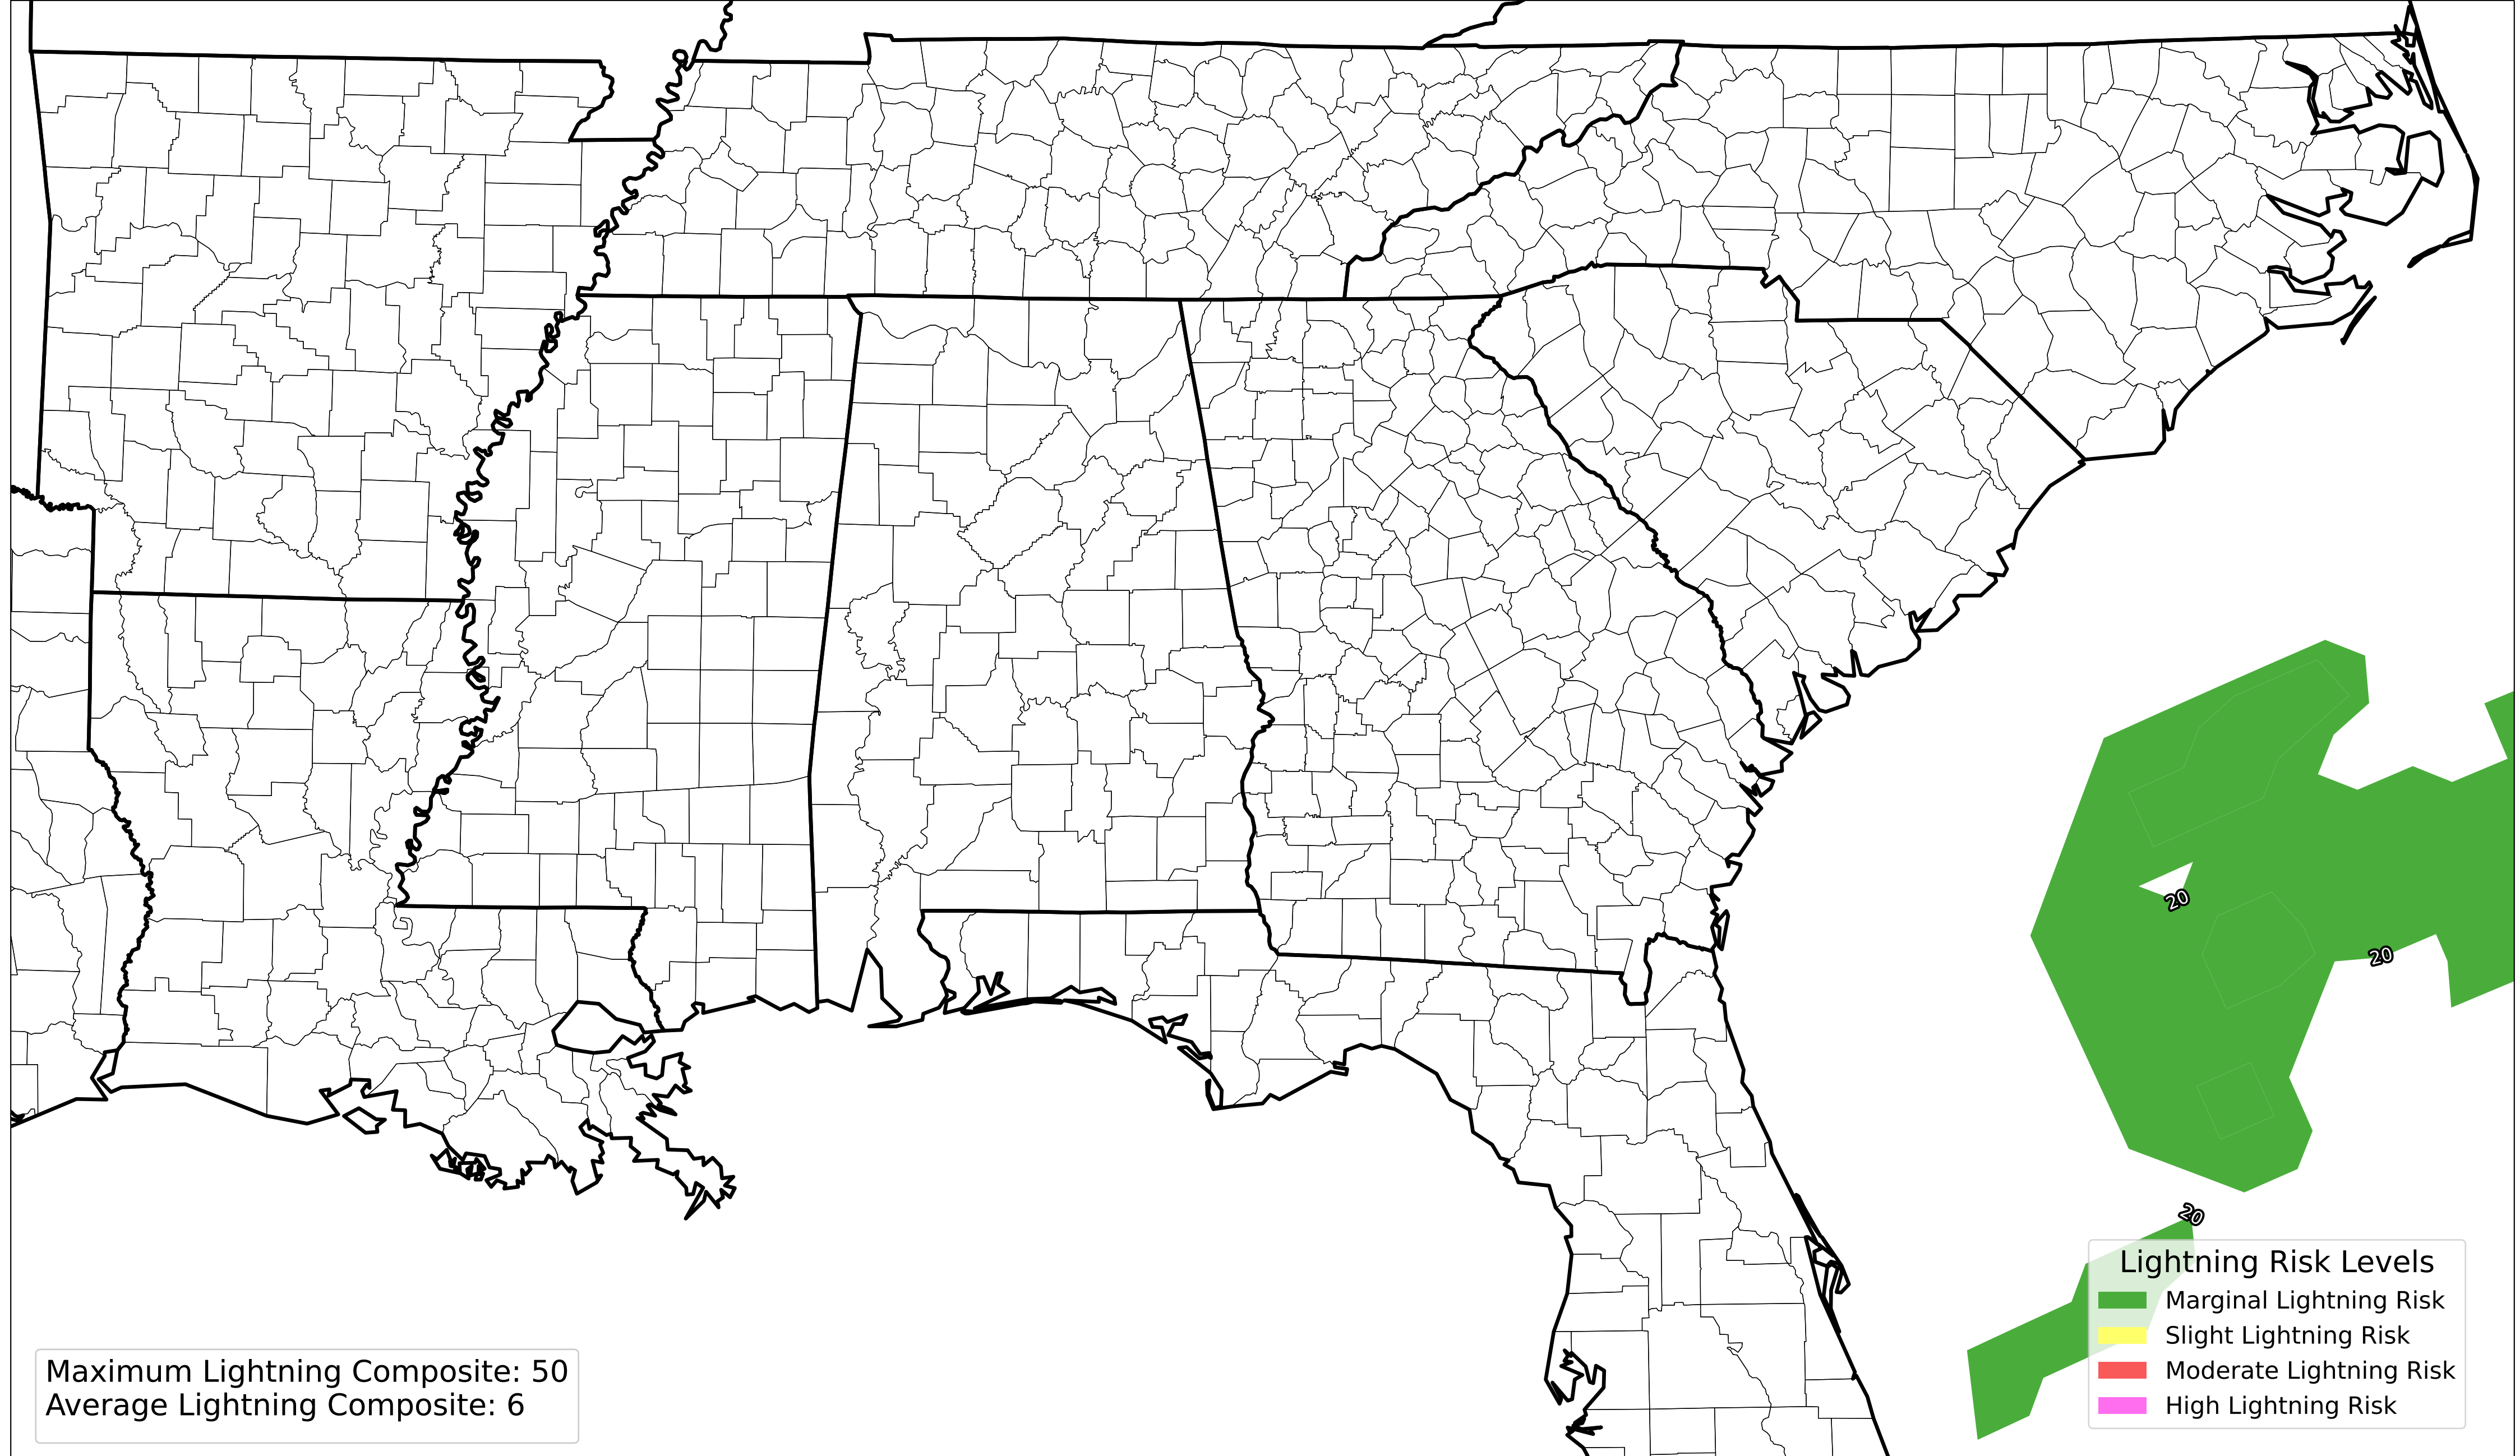 20
20
20
Lightning Risk Levels
Marginal Lightning Risk
Slight Lightning Risk
Moderate Lightning Risk
High Lightning Risk
Maximum Lightning Composite: 50
Average Lightning Composite: 6